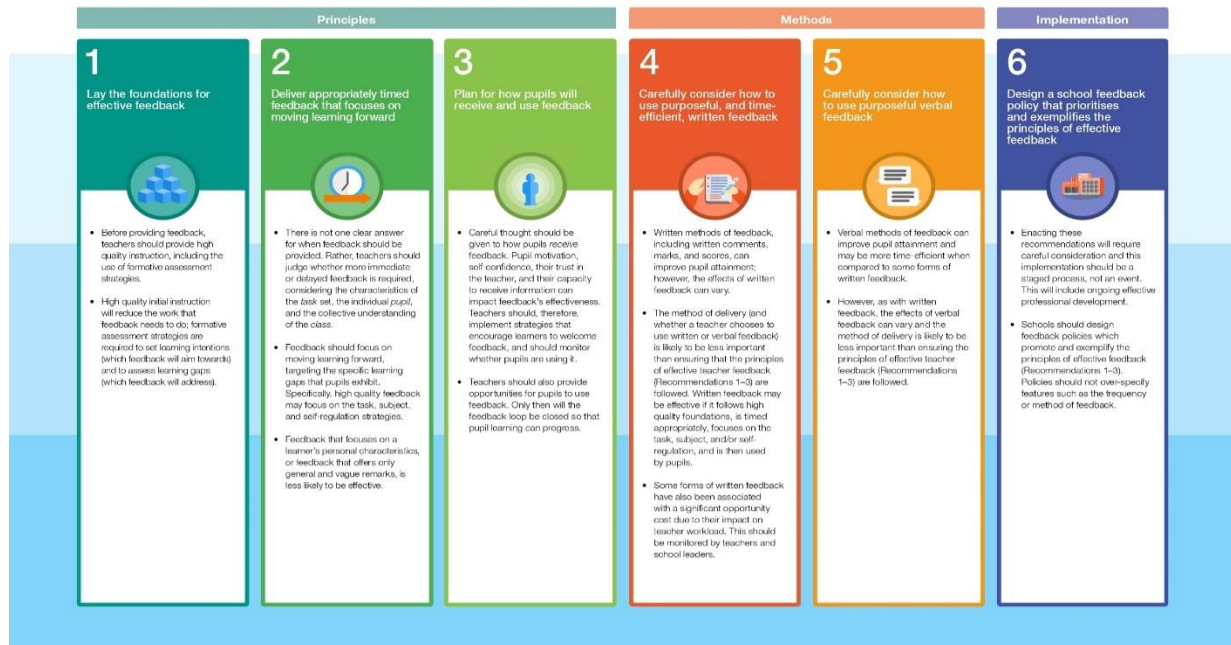 Principles
Methods
Implementation
1
Lay the foundations for
effective feedback
• Before providing feedback,
teachers should provide high
quality instruction, including
the use of formative assessment
strategies.
• High quality initial instruction
will reduce the work that
feedback needs to do; formative
assessment strategies are
required to set learning intentions
(which feedback will aim towards)
and to assess learning gaps
(which feedback will address).
2
Deliver appropriately timed
feedback that focuses on
moving learning forward
• There is not one clear answer
for when feedback should be
provided. Rather, teachers should
judge whether more immediate
or delayed feedback is required,
considering the characteristics of
the task set, the individual pupil,
and the collective understanding
of the class.
• Feedback should focus on
moving learning forward,
targeting the specific learning
gaps that pupils exhibit.
Specifically, high quality feedback
may focus on the task, subject,
and self-regulation strategies.
• Feedback that focuses on a
learner's personal characteristics,
or feedback that offers only
general and vague remarks, is
less likely to be effective.
3
Plan for how pupils will
receive and use feedback
• Careful thought should be
given to how pupils receive
feedback. Pupil motivation,
self-confidence, their trust in
the teacher, and their capacity
to receive information can
impact feedback's effectiveness.
Teachers should, therefore,
implement strategies that
encourage learners to welcome
feedback, and should monitor
whether pupils are using it.
• Teachers should also provide
opportunities for pupils to use
feedback. Only then will the
feedback loop be closed so that
pupil learning can progress.
4
Carefully consider how to
use purposeful, and time-
efficient, written feedback
• Written methods of feedback,
including written comments,
marks, and scores, can
improve pupil attainment;
however, the effects of written
feedback can vary.
• The method of delivery (and
whether a teacher chooses to
use written or verbal feedback)
is likely to be less important
than ensuring that the principles
of effective teacher feedback
(Recommendations 1–3) are
followed. Written feedback may
be effective if it follows high
quality foundations, is timed
appropriately, focuses on the
task, subject, and/or self-
regulation, and is then used
by pupils.
• Some forms of written feedback
have also been associated
with a significant opportunity
cost due to their impact on
teacher workload. This should
be monitored by teachers and
school leaders.
5
Carefully consider how
to use purposeful verbal
feedback
• Verbal methods of feedback can
improve pupil attainment and
may be more time-efficient when
compared to some forms of
written feedback.
• However, as with written
feedback, the effects of verbal
feedback can vary and the
method of delivery is likely to be
less important than ensuring the
principles of effective teacher
feedback (Recommendations
1–3) are followed.
6
Design a school feedback
policy that prioritises
and exemplifies the
principles of effective
feedback
• Enacting these
recommendations will require
careful consideration and this
implementation should be a
staged process, not an event.
This will include ongoing effective
professional development.
• Schools should design
feedback policies which
promote and exemplify the
principles of effective feedback
(Recommendations 1–3).
Policies should not over-specify
features such as the frequency
or method of feedback.